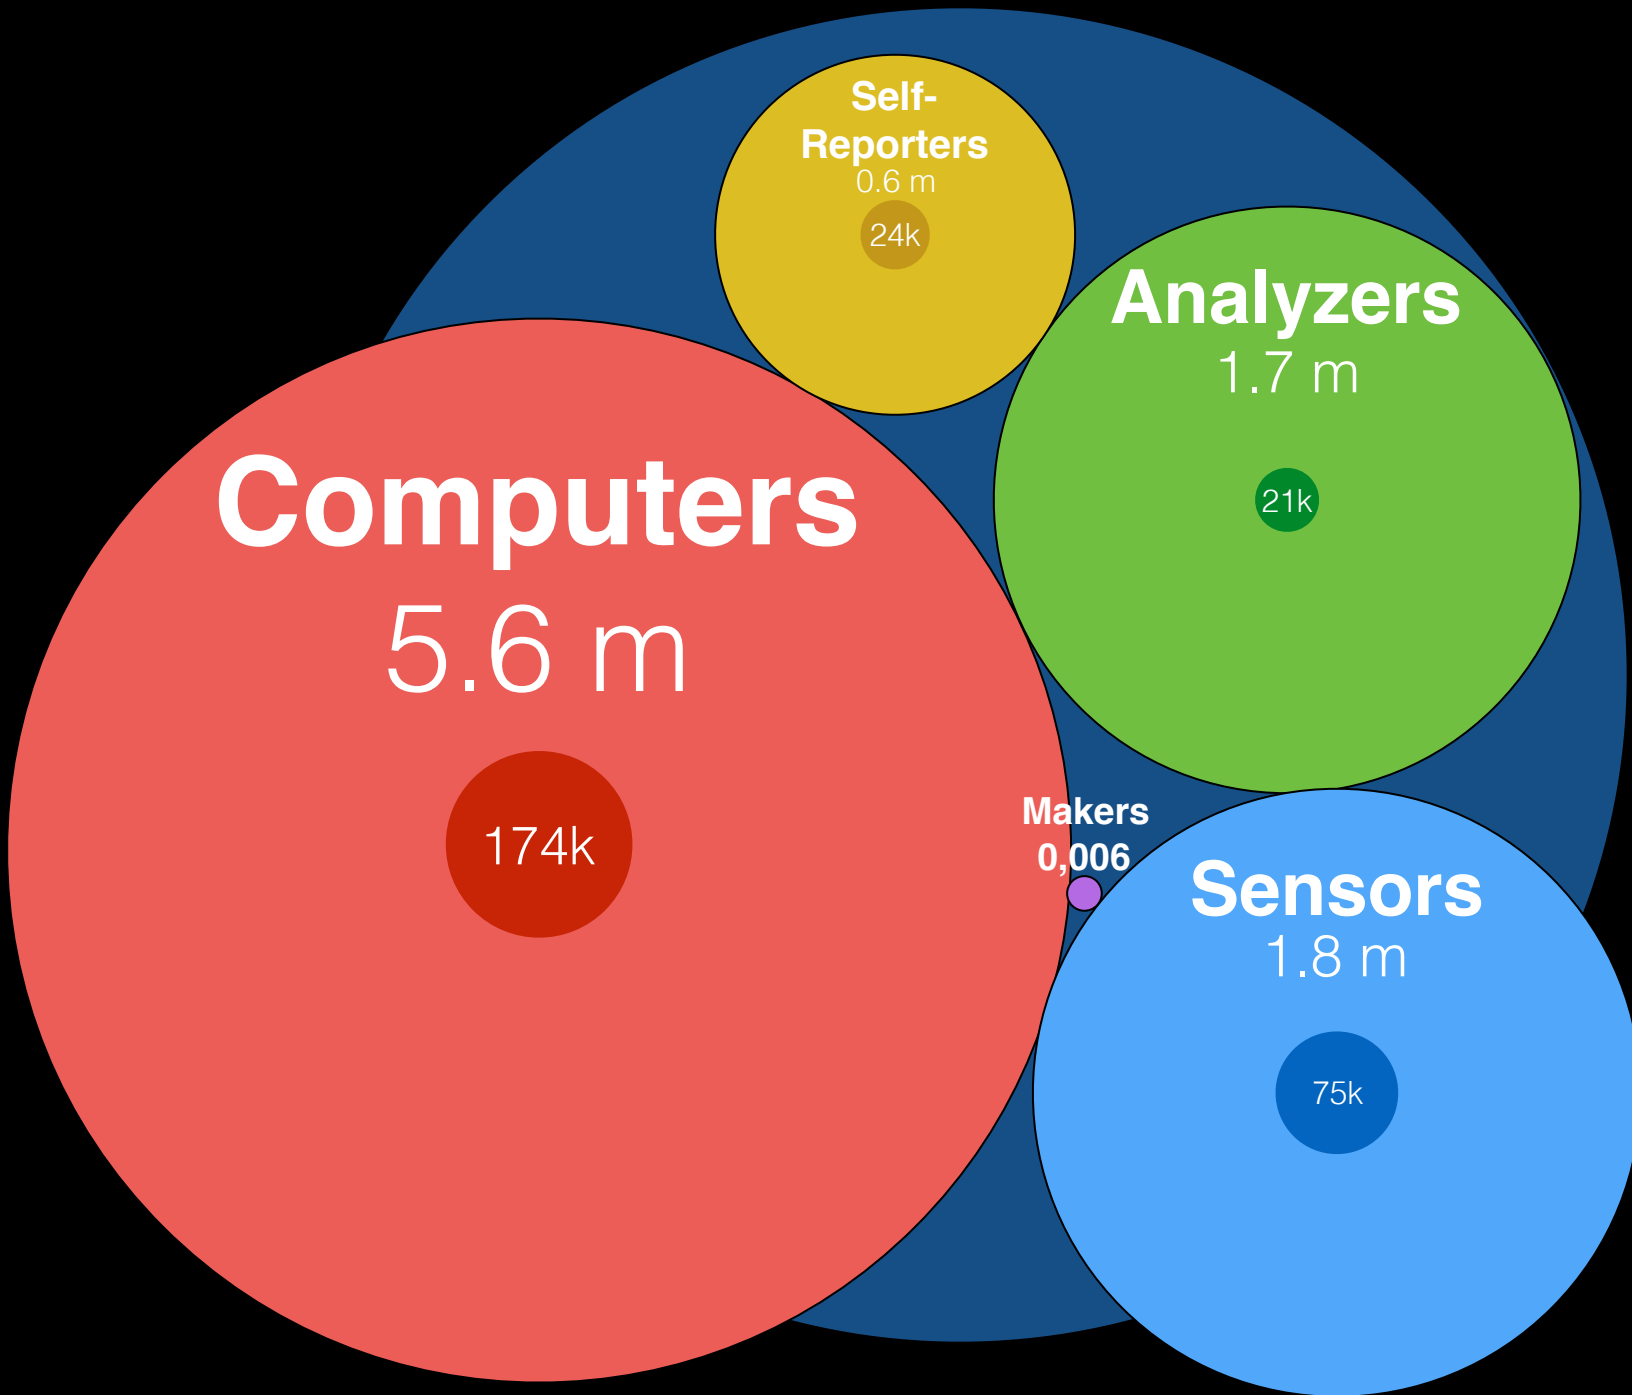 Self-
Reporters
0.6 m
24k
Analyzers
1.7 m
21k
Computers
5.6 m
174k
Makers
0,006
Sensors
1.8 m
75k